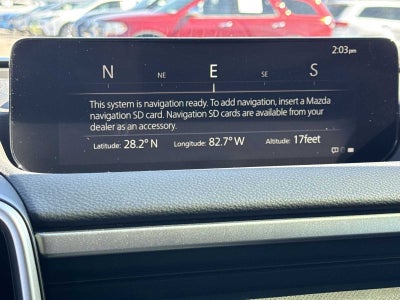 2:03pm
N NE E SE S
This system is navigation ready. To add navigation, insert a Mazda
navigation SD card. Navigation SD cards are available from your
dealer as an accessory.
Latitude: 28.2° N Longitude: 82.7° W Altitude: 17feet